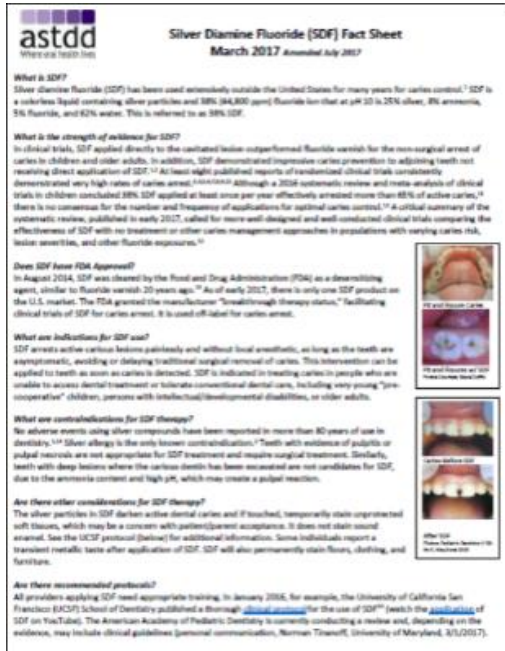 astdd
Where oral health lives
Silver Diamine Fluoride (SDF) Fact Sheet
March 2017 Amended July 2017
What is SDF?
Silver diamine fluoride (SDF) has been used extensively outside the United States for many years for caries control. SDF is
a colorless liquid containing silver particles and 38% (44,800 ppm) fluoride ion that at pH 10 is 25% silver, 8% ammonia,
5% fluoride, and 62% water. This is referred to as 38% SDF.
What is the strength of evidence for SDF?
In clinical trials, SDF applied directly to the cavitated lesion outperformed fluoride varnish for the non-surgical arrest of
caries in children and older adults. In addition, SDF demonstrated impressive caries prevention to adjoining teeth not
receiving direct application of SDF. At least eight published reports of randomized clinical trials consistently
demonstrated very high rates of caries arrest. Although a 2016 systematic review and meta-analysis of clinical
trials in children concluded 38% SDF applied at least once per year effectively arrested more than 65% of active caries,
there is no consensus for the number and frequency of applications for optimal caries control. A critical summary of the
systematic review, published in early 2017, called for more well-designed and well-conducted clinical trials comparing the
effectiveness of SDF with no treatment or other caries management approaches in populations with varying caries risk,
lesion severity, and other fluoride exposures.
Does SDF have FDA Approval?
In August 2014, SDF was cleared by the Food and Drug Administration (FDA) as a desensitizing
agent, similar to fluoride varnish 20 years ago. As of early 2017, there is only one SDF product on
the U.S. market. The FDA granted the manufacturer "breakthrough therapy status," facilitating
clinical trials of SDF for caries arrest. It is used off-label for caries arrest.
What are indications for SDF use?
SDF arrests active carious lesions painlessly and without local anesthetic, as long as the teeth are
asymptomatic, avoiding or delaying traditional surgical removal of caries. This intervention can be
applied to teeth as soon as caries is detected. SDF is indicated in treating caries in people who are
unable to access dental treatment or tolerate conventional dental care, including very young "pre-
cooperative" children, persons with intellectual/developmental disabilities, or older adults.
What are contraindications for SDF therapy?
No adverse events using silver compounds have been reported in more than 80 years of use in
dentistry. Silver allergy is the only known contraindication. Teeth with evidence of pulpitis or
pulpal necrosis are not appropriate for SDF treatment and require surgical treatment. Similarly,
teeth with deep lesions where the carious dentin has been excavated are not candidates for SDF,
due to the ammonia content and high pH, which may create a pulpal reaction.
Are there other considerations for SDF therapy?
The silver particles in SDF darken active dental caries and if touched, temporarily stain unprotected
soft tissues, which may be a concern with patient/parent acceptance. It does not stain sound
enamel. See the UCSF protocol (below) for additional information. Some individuals report a
transient metallic taste after application of SDF. SDF will also permanently stain floors, clothing, and
furniture.
Are there recommended protocols?
All providers applying SDF need appropriate training. In January 2016, for example, the University of California San
Francisco (UCSF) School of Dentistry published a thorough clinical protocol for the use of SDF (watch the application of
SDF on YouTube). The American Academy of Pediatric Dentistry is currently conducting a review and, depending on the
evidence, may include clinical guidelines (personal communication, Norman Tinanoff, University of Maryland, 3/1/2017).
Pit and Fissure Caries
Pit and Fissures w/ SDF
Caries Before SDF
After SDF